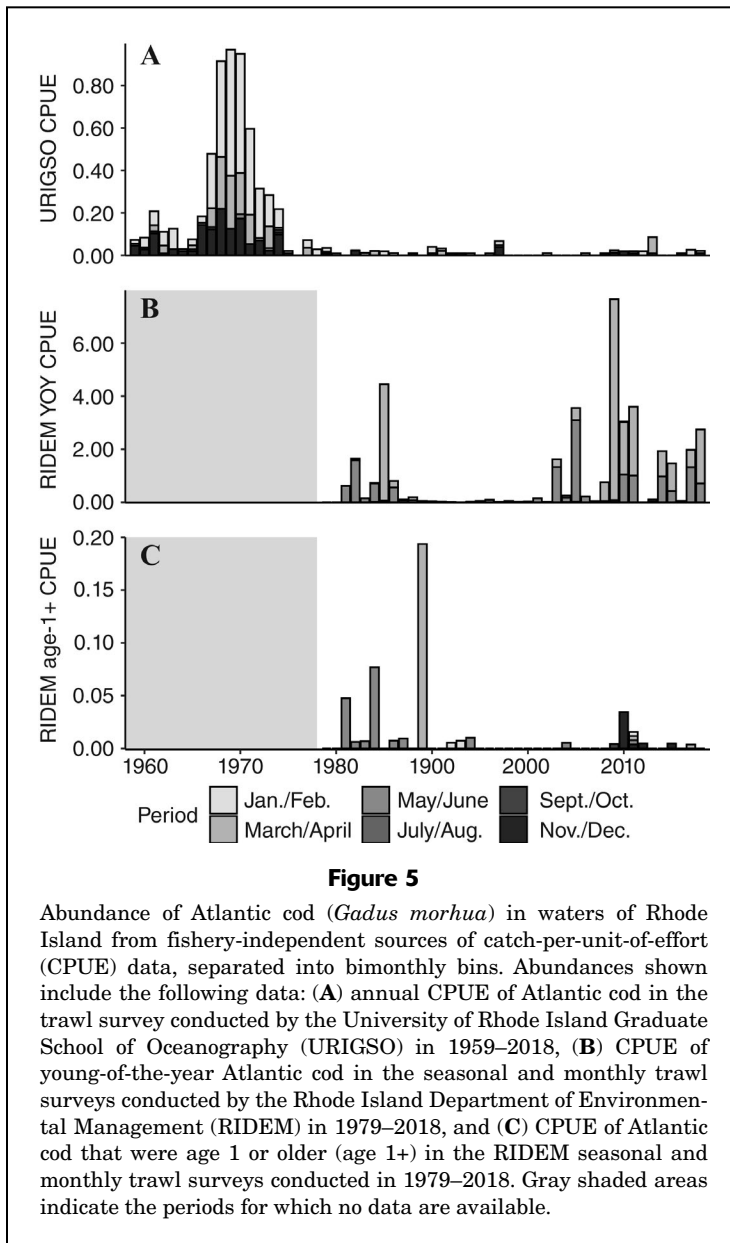 A
URIGSO CPUE
0.80
0.60
0.40
0.20
0.00
B
RIDEM YOY CPUE
6.00
4.00
2.00
0.00
C
RIDEM age-1+ CPUE
0.20
0.15
0.10
0.05
0.00
1960 1970 1980 1900 2000 2010
Period
Jan./Feb. May/June Sept./Oct.
March/April July/Aug. Nov./Dec.
Figure 5
Abundance of Atlantic cod (Gadus morhua) in waters of Rhode
Island from fishery-independent sources of catch-per-unit-of-effort
(CPUE) data, separated into bimonthly bins. Abundances shown
include the following data: (A) annual CPUE of Atlantic cod in the
trawl survey conducted by the University of Rhode Island Graduate
School of Oceanography (URIGSO) in 1959–2018, (B) CPUE of
young-of-the-year Atlantic cod in the seasonal and monthly trawl
surveys conducted by the Rhode Island Department of Environmen-
tal Management (RIDEM) in 1979–2018, and (C) CPUE of Atlantic
cod that were age 1 or older (age 1+) in the RIDEM seasonal and
monthly trawl surveys conducted in 1979–2018. Gray shaded areas
indicate the periods for which no data are available.